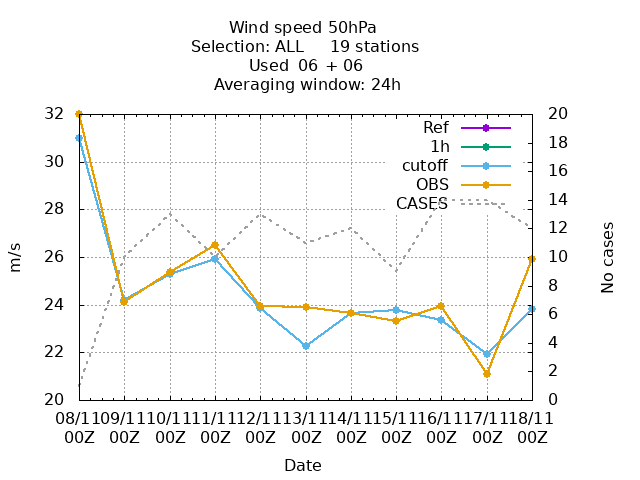 Wind speed 50hPa
Selection: ALL 19 stations
Used 06 + 06
Averaging window: 24h
32
30
28
26
24
22
20
m/s
20
18
16
14
12
10
8
6
4
2
0
No cases
Ref
1h
cutoff
OBS
CASES
08/11 09/11 10/11 11/11 12/11 13/11 14/11 15/11 16/11 17/11 18/11
00Z 00Z 00Z 00Z 00Z 00Z 00Z 00Z 00Z 00Z 00Z
Date